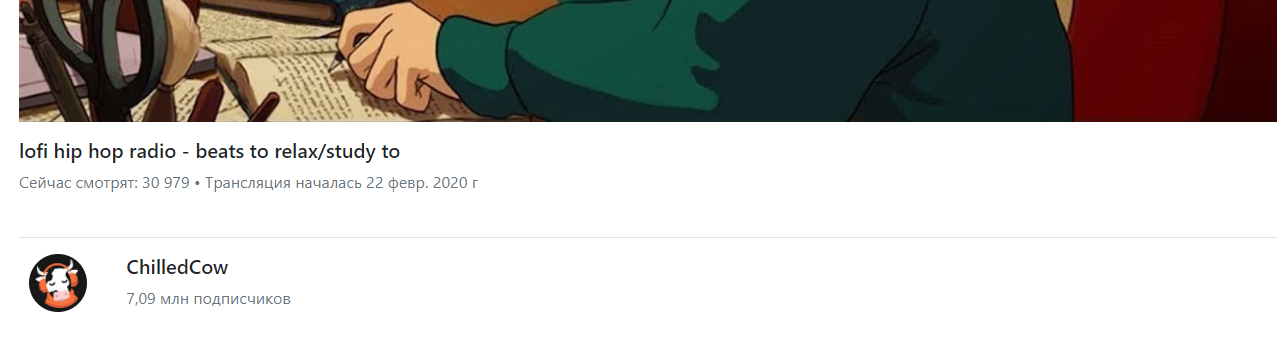 lofi hip hop radio - beats to relax/study to
Сейчас смотрят: 30 979 • Трансляция началась 22 февр. 2020 г
ChilledCow
7,09 млн подписчиков